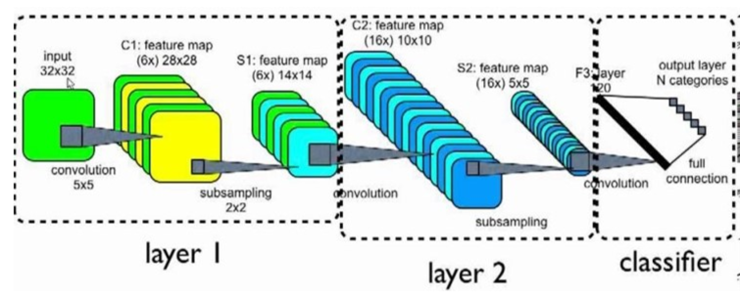 input
32x32
C1: feature map
(6x) 28x28
S1: feature map
(6x) 14x14
convolution
5x5
subsampling
2x2
convolution
layer 1
C2: feature map
(16x) 10x10
S2: feature map
(16x) 5x5
subsampling
layer 2
F3: layer
120
output layer
N categories
convolution
full
connection
classifier